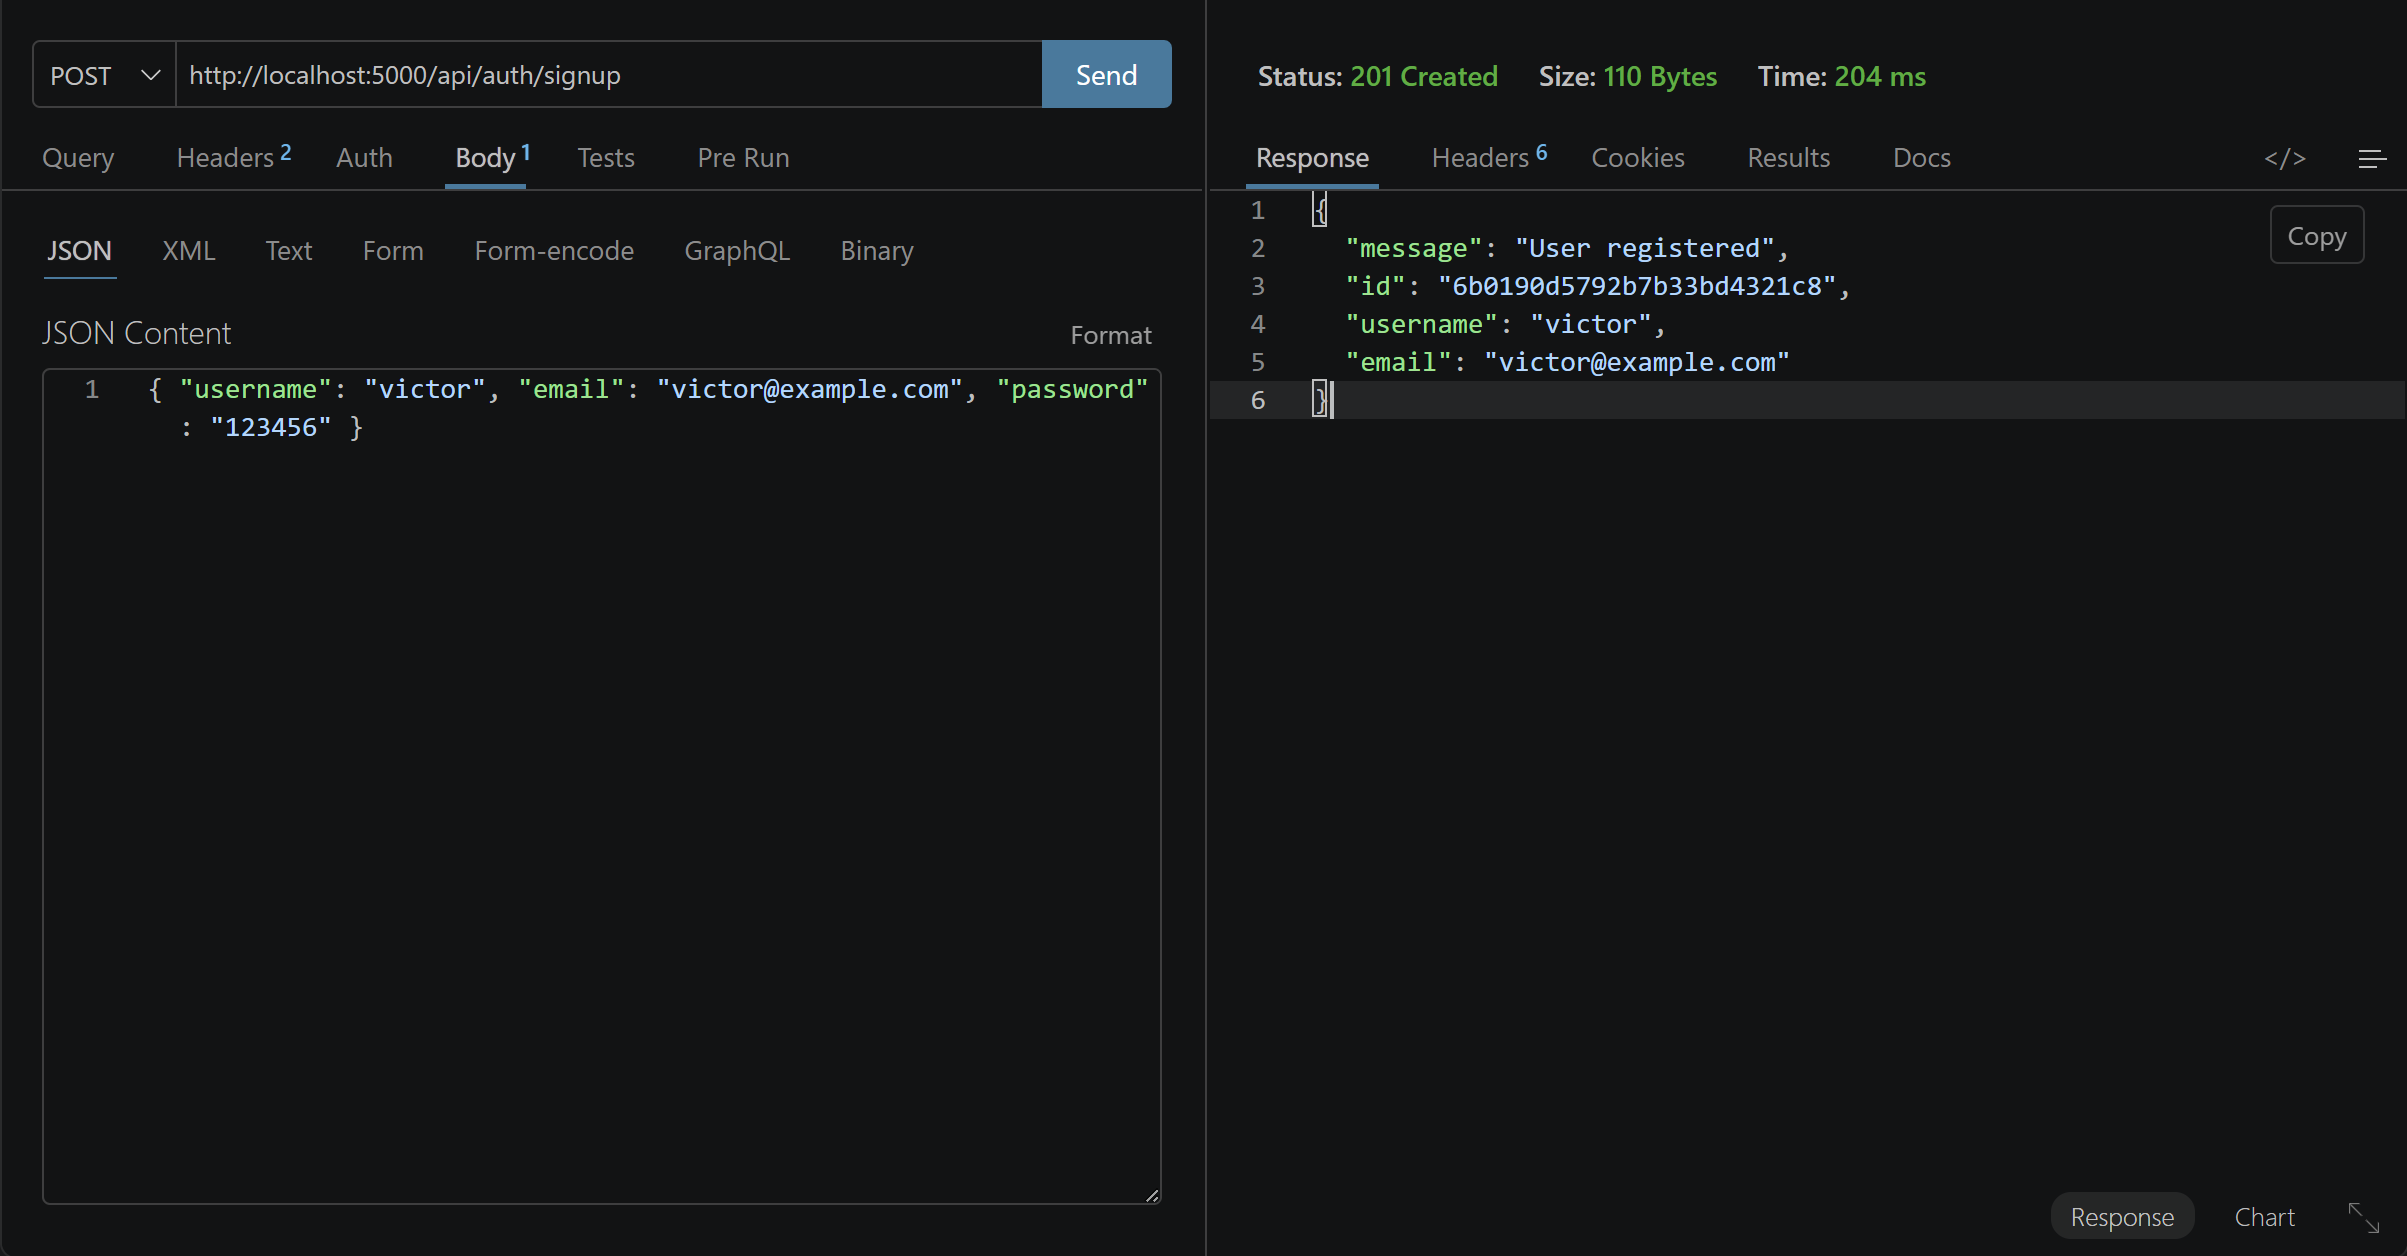 POST http://localhost:5000/api/auth/signup Send
Query Headers 2 Auth Body 1 Tests Pre Run
JSON XML Text Form Form-encode GraphQL Binary
JSON Content Format
1 { "username": "victor", "email": "victor@example.com", "password"
: "123456" }
Status: 201 Created Size: 110 Bytes Time: 204 ms
Response Headers 6 Cookies Results Docs </>
Copy
1 {
2 "message": "User registered",
3 "id": "6b0190d5792b7b33bd4321c8",
4 "username": "victor",
5 "email": "victor@example.com"
6 }
Response Chart